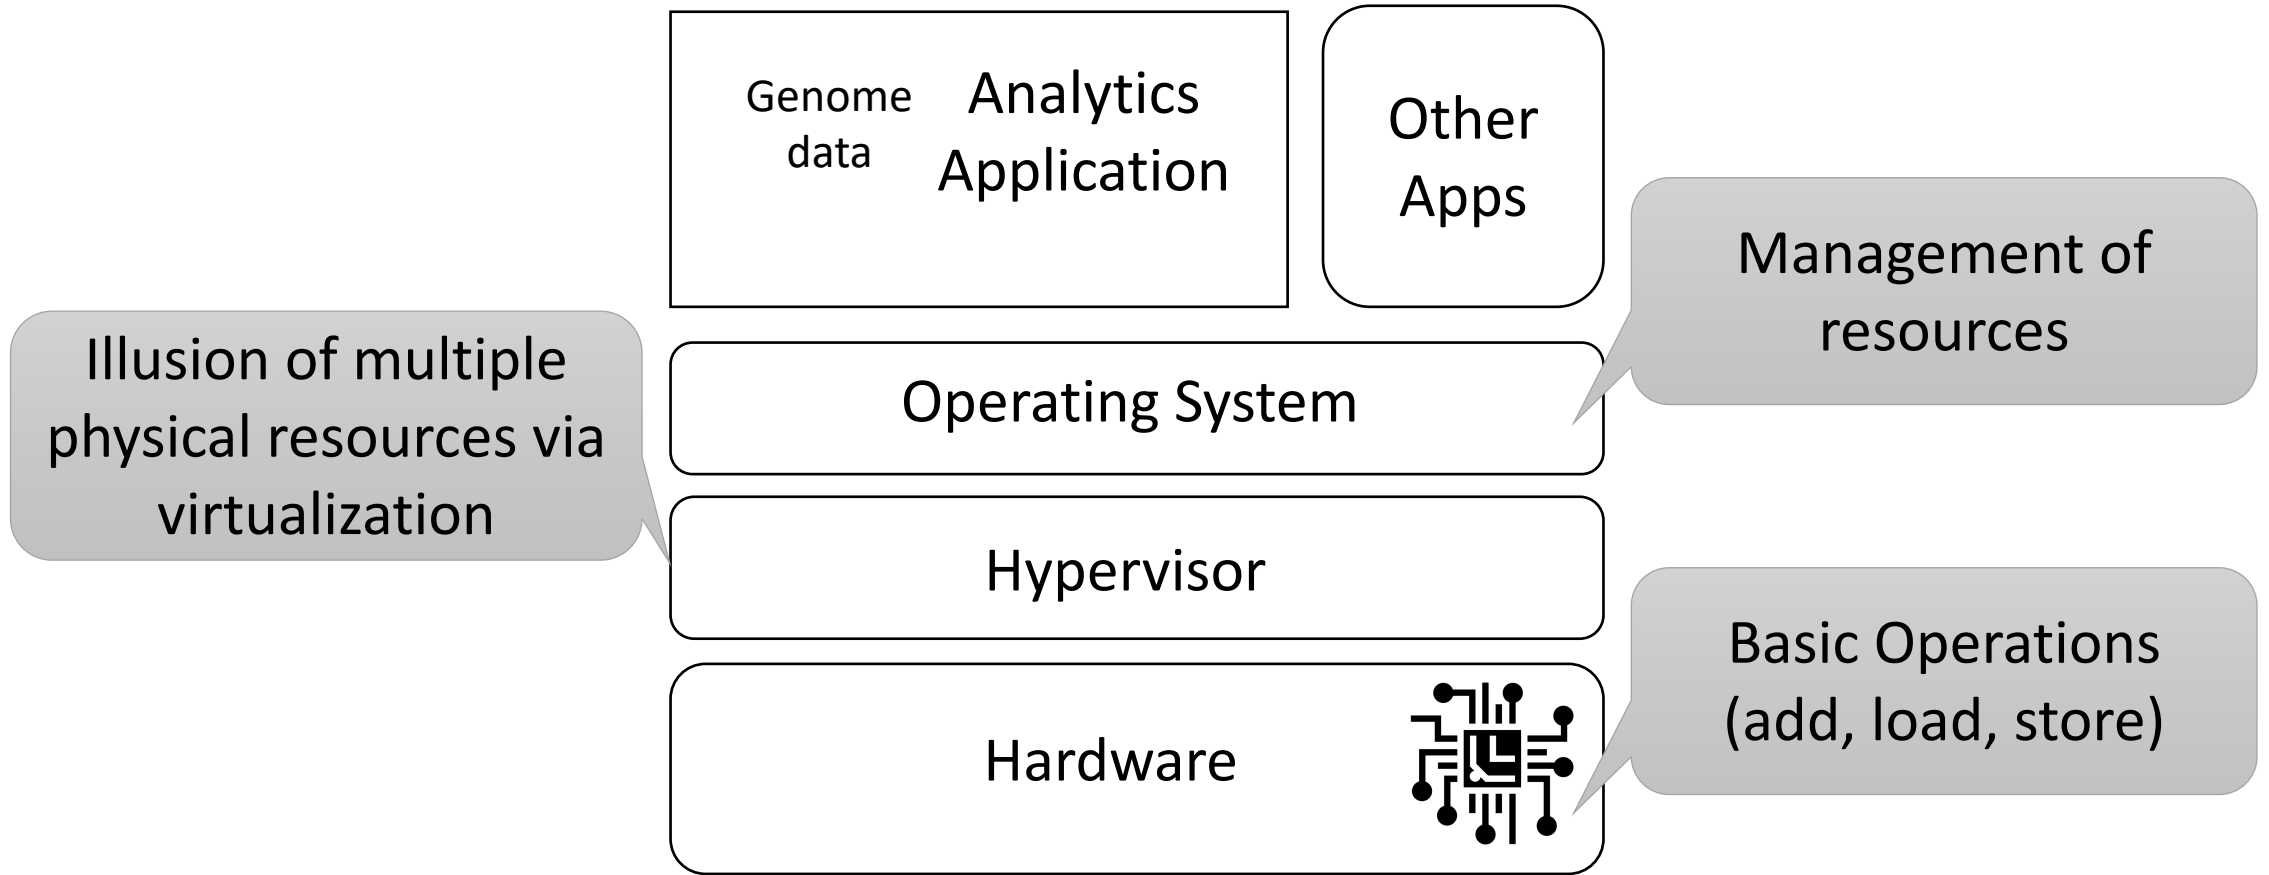 Genome
data
Analytics
Application
Other
Apps
Management of
resources
Illusion of multiple
physical resources via
virtualization
Operating System
Hypervisor
Basic Operations
(add, load, store)
Hardware